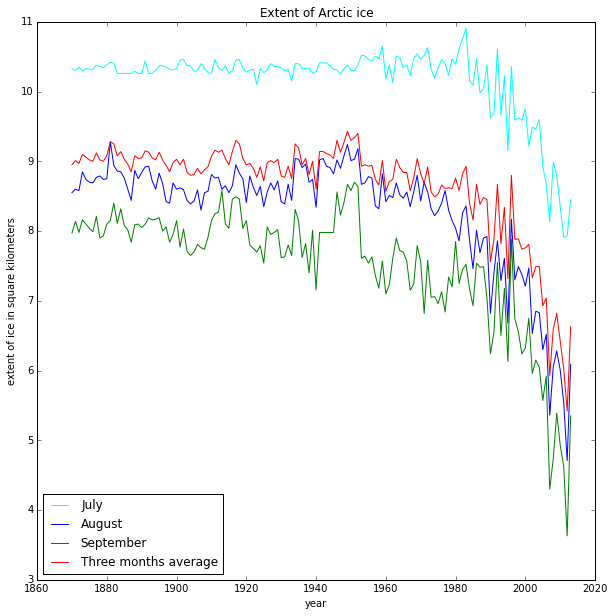 Extent of Arctic ice
11
10
9
8
7
6
5
4
3
extent of ice in square kilometers
July
August
September
Three months average
1860 1880 1900 1920 1940 1960 1980 2000 2020
year